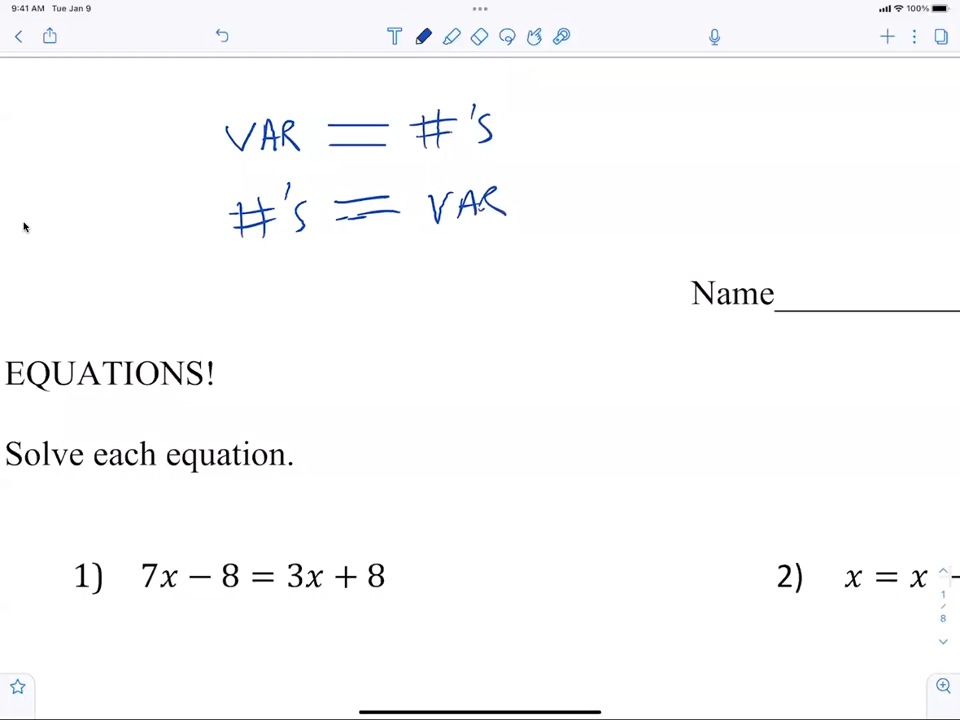 9:41 AM Tue Jan 9
100%
VAR = #'s
#'s = VAR
Name____________
EQUATIONS!
Solve each equation.
1) 7x − 8 = 3x + 8
2) x = x
1
/
8